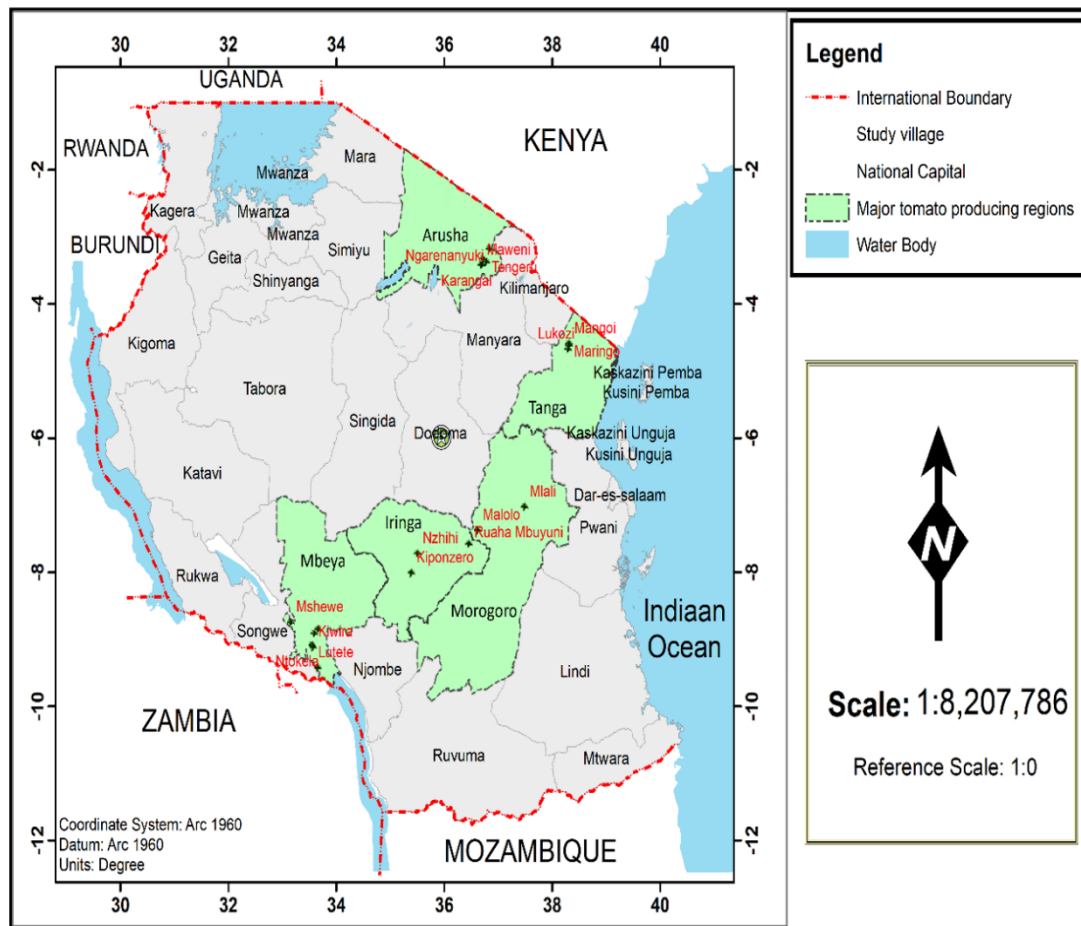 30 32 34 36 38 40
UGANDA
KENYA
RWANDA
Mara
-2 -2
Mwanza
Kagera
Mwanza
Mwanza
BURUNDI
Simiyu
Arusha
Geita
Ngarenanyuki
Maweni
Shinyanga
Tengeru
Karangai
Kilimanjaro
-4 -4
Kigoma
Manyara
Lukozi
Mangoi
Maringo
Kaskazini Pemba
Kusini Pemba
Tabora
Singida
Tanga
-6 -6
Dodoma
Kaskazini Unguja
Kusini Unguja
Katavi
Mlali
Dar-es-salaam
Pwani
Malolo
Iringa
Nzhihi
Ruaha Mbuyuni
Kiponzero
Mbeya
-8 -8
Rukwa
Morogoro
Mshewe
Indiaan
Ocean
Songwe
Kiwira
Lutete
Ntokela
Njombe
Lindi
-10 -10
ZAMBIA
Ruvuma
Mtwara
-12 -12
Coordinate System: Arc 1960
Datum: Arc 1960
Units: Degree
MOZAMBIQUE
30 32 34 36 38 40
Legend
International Boundary
Study village
National Capital
Major tomato producing regions
Water Body
N
Scale: 1:8,207,786
Reference Scale: 1:0